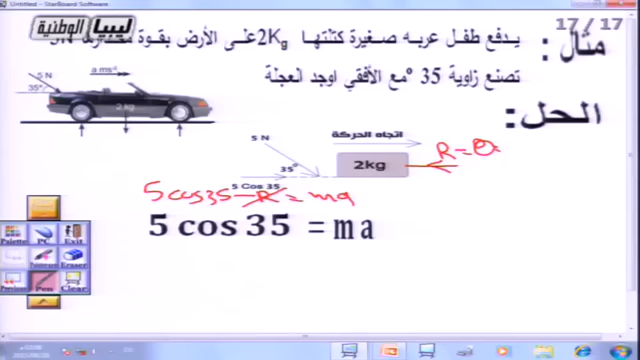 Untitled - StarBoard Software
17 / 17
ليبيا الوطنية
مثال : يدفع طفل عربه صغيرة كتلتها 2Kg على الأرض بقوة
تصنع زاوية 35 °مع الأفقي اوجد العجلة
الحل:
a ms⁻²
5 N
35°
2 kg
اتجاه الحركة
5 N
35°
2kg
R=0
5 Cos 35
5 cos 35 - R = ma
5 cos 35 = m a
Palette
PC
Exit
Pen
Eraser
Clear